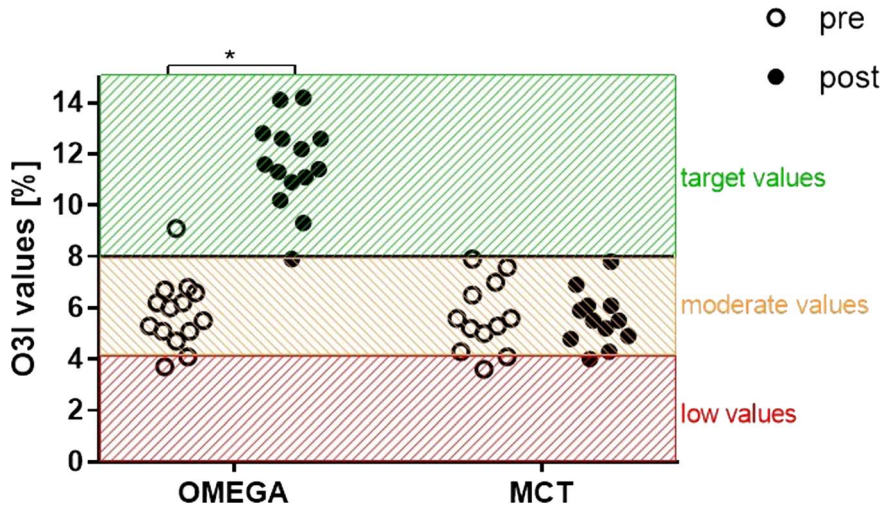 pre
post
*
O3I values [%]
14
12
10
8
6
4
2
0
target values
moderate values
low values
OMEGA
MCT